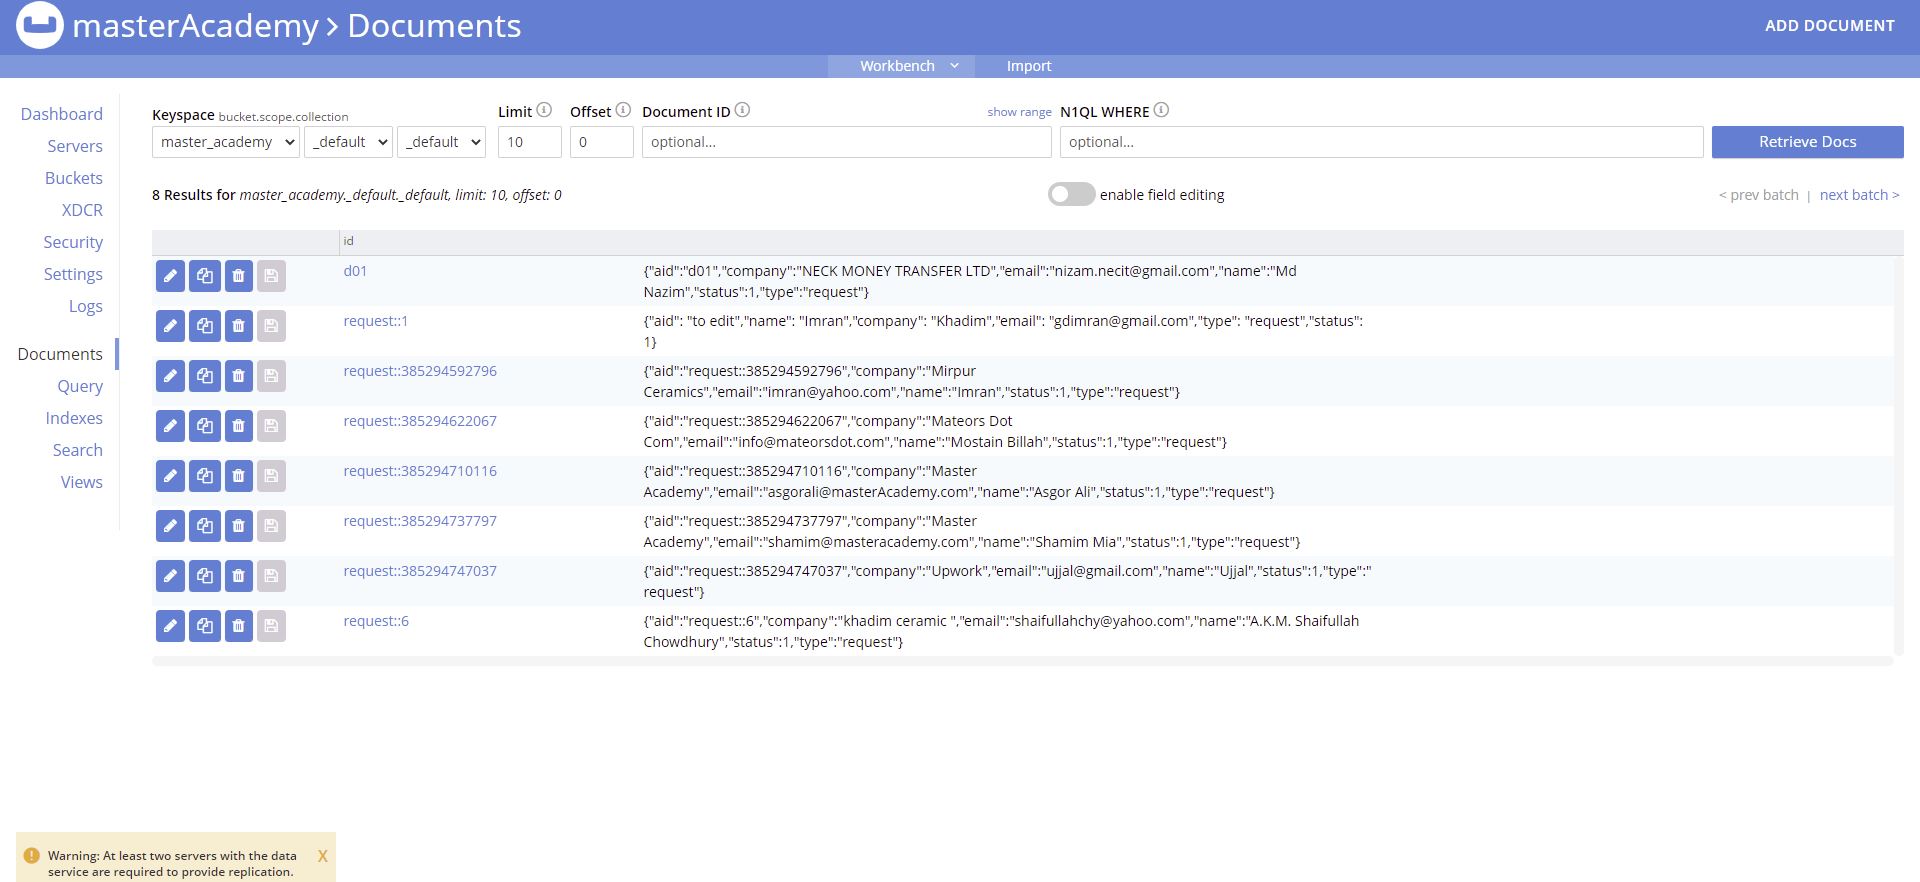 masterAcademy > Documents
ADD DOCUMENT
Workbench
Import
Dashboard
Servers
Buckets
XDCR
Security
Settings
Logs
Documents
Query
Indexes
Search
Views
Keyspace bucket.scope.collection
Limit
Offset
Document ID
show range
N1QL WHERE
master_academy
_default
_default
10
0
optional...
optional...
Retrieve Docs
8 Results for master_academy._default._default, limit: 10, offset: 0
enable field editing
< prev batch | next batch >
id
d01
{"aid":"d01","company":"NECK MONEY TRANSFER LTD","email":"nizam.necit@gmail.com","name":"Md
Nazim","status":1,"type":"request"}
request::1
{"aid": "to edit","name": "Imran","company": "Khadim","email": "gdimran@gmail.com","type": "request","status":
1}
request::385294592796
{"aid":"request::385294592796","company":"Mirpur
Ceramics","email":"imran@yahoo.com","name":"Imran","status":1,"type":"request"}
request::385294622067
{"aid":"request::385294622067","company":"Mateors Dot
Com","email":"info@mateorsdot.com","name":"Mostain Billah","status":1,"type":"request"}
request::385294710116
{"aid":"request::385294710116","company":"Master
Academy","email":"asgorali@masterAcademy.com","name":"Asgor Ali","status":1,"type":"request"}
request::385294737797
{"aid":"request::385294737797","company":"Master
Academy","email":"shamim@masteracademy.com","name":"Shamim Mia","status":1,"type":"request"}
request::385294747037
{"aid":"request::385294747037","company":"Upwork","email":"ujjal@gmail.com","name":"Ujjal","status":1,"type":"
request"}
request::6
{"aid":"request::6","company":"khadim ceramic ","email":"shaifullahchy@yahoo.com","name":"A.K.M. Shaifullah
Chowdhury","status":1,"type":"request"}
Warning: At least two servers with the data
service are required to provide replication.
X